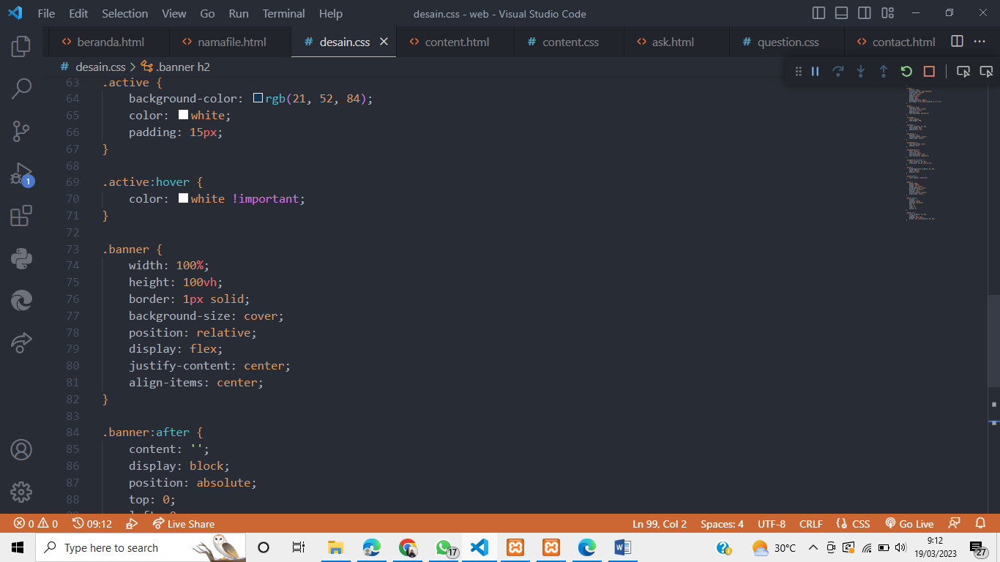 File Edit Selection View Go Run Terminal Help desain.css - web - Visual Studio Code
beranda.html namafile.html # desain.css content.html # content.css ask.html # question.css contact.html
# desain.css > .banner h2
63 .active {
64 background-color: rgb(21, 52, 84);
65 color: white;
66 padding: 15px;
67 }
68
69 .active:hover {
70 color: white !important;
71 }
72
73 .banner {
74 width: 100%;
75 height: 100vh;
76 border: 1px solid;
77 background-size: cover;
78 position: relative;
79 display: flex;
80 justify-content: center;
81 align-items: center;
82 }
83
84 .banner:after {
85 content: '';
86 display: block;
87 position: absolute;
88 top: 0;
1
0 0 09:12 Live Share Ln 99, Col 2 Spaces: 4 UTF-8 CRLF CSS Go Live
Type here to search 17 30°C 9:12
19/03/2023 27